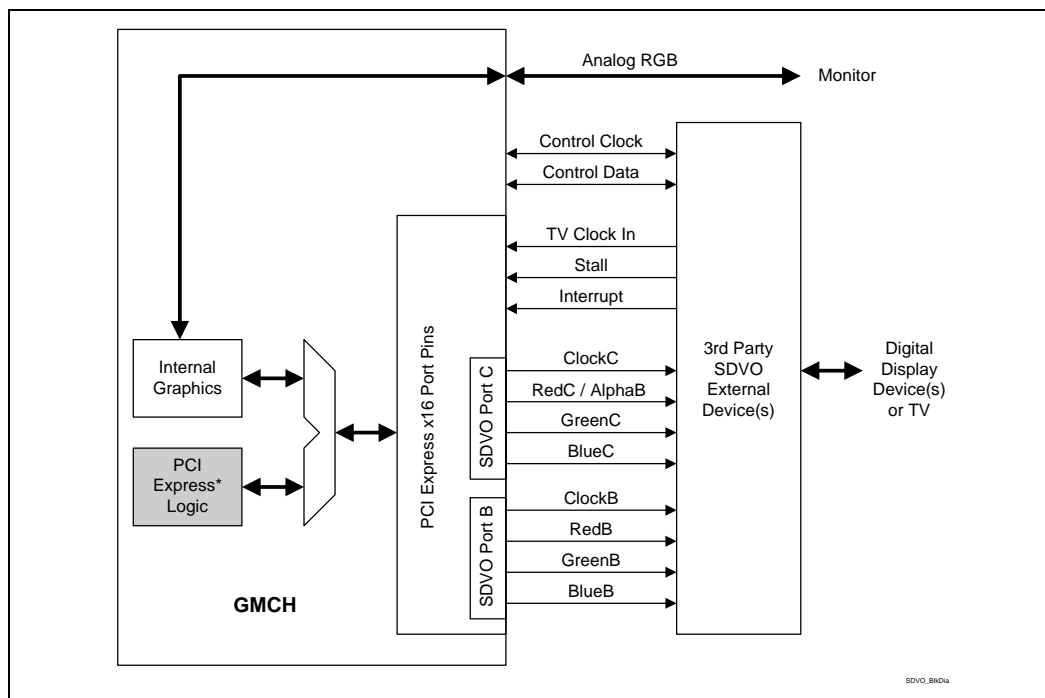 Analog RGB
Monitor
Control Clock
Control Data
TV Clock In
Stall
Interrupt
Internal
Graphics
PCI
Express*
Logic
GMCH
PCI Express x16 Port Pins
SDVO Port C
SDVO Port B
ClockC
RedC / AlphaB
GreenC
BlueC
ClockB
RedB
GreenB
BlueB
3rd Party
SDVO
External
Device(s)
Digital
Display
Device(s)
or TV
SDVO_BlkDia